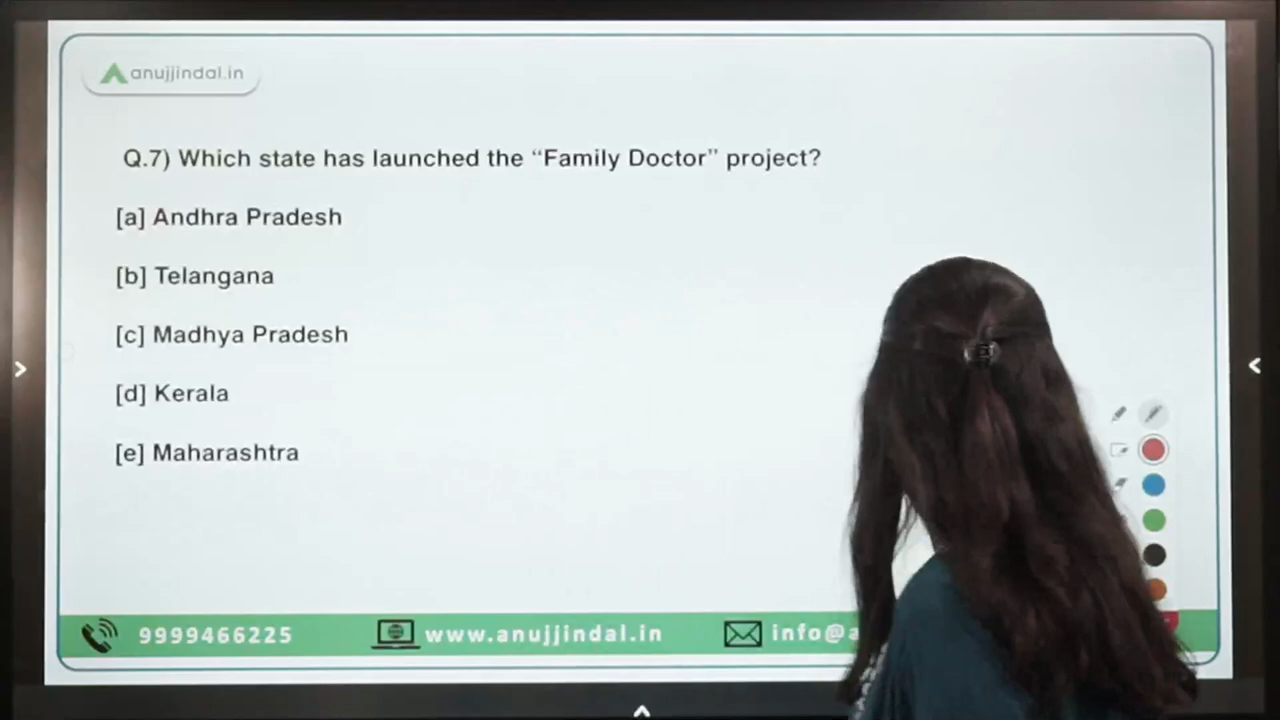 anujjindal.in
Q.7) Which state has launched the “Family Doctor” project?
[a] Andhra Pradesh
[b] Telangana
[c] Madhya Pradesh
[d] Kerala
[e] Maharashtra
9999466225 www.anujjindal.in info@a